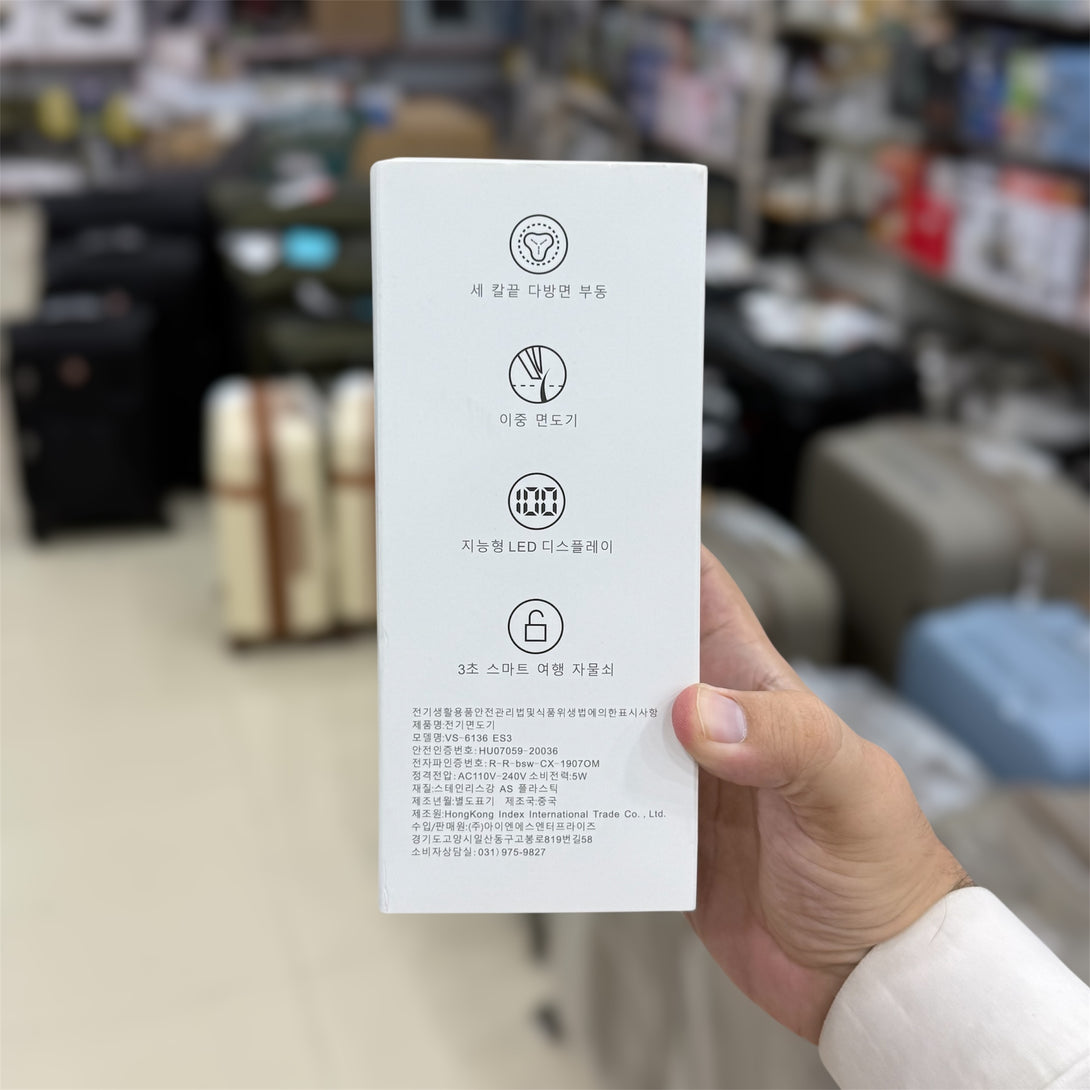 세 칼끝 다방면 부동
이중 면도기
100
지능형 LED 디스플레이
3초 스마트 여행 자물쇠
전기생활용품안전관리법및식품위생법에의한표시사항
제품명:전기면도기
모델명:VS-6136 ES3
안전인증번호: HU07059-20036
전자파인증번호: R-R-bsw-CX-1907OM
정격전압: AC110V-240V 소비전력:5W
재질:스테인리스강 AS 플라스틱
제조년월:별도표기 제조국:중국
제조원:HongKong Index International Trade Co. , Ltd.
수입/판매원:(주)아이엔에스엔터프라이즈
경기도고양시일산동구고봉로819번길58
소비자상담실: 031) 975-9827